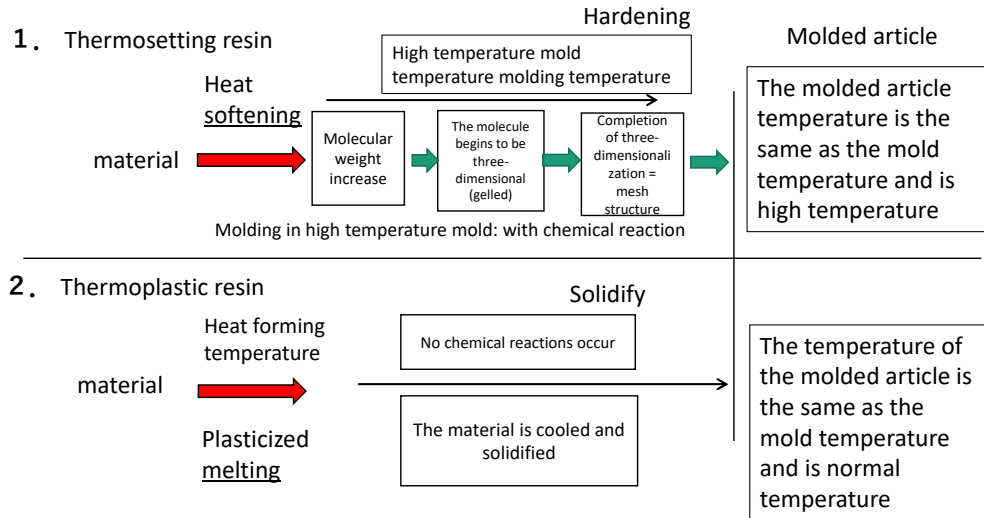 Hardening
1. Thermosetting resin
Molded article
High temperature mold
temperature molding temperature
Heat
softening
material
Molecular
weight
increase
The molecule
begins to be
three-
dimensional
(gelled)
Completion
of three-
dimensionali
zation =
mesh
structure
The molded article
temperature is the
same as the mold
temperature and is
high temperature
Molding in high temperature mold: with chemical reaction
2. Thermoplastic resin
Solidify
Heat forming
temperature
No chemical reactions occur
material
Plasticized
melting
The material is cooled and
solidified
The temperature of
the molded article is
the same as the
mold temperature
and is normal
temperature